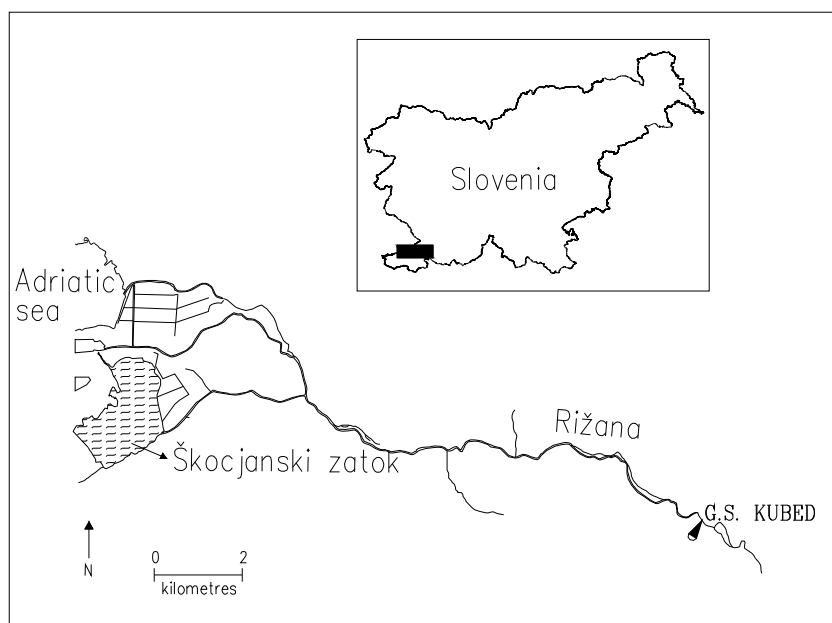 Slovenia
Adriatic
sea
Rižana
Škocjanski zatok
G.S. KUBED
N
0 2
kilometres